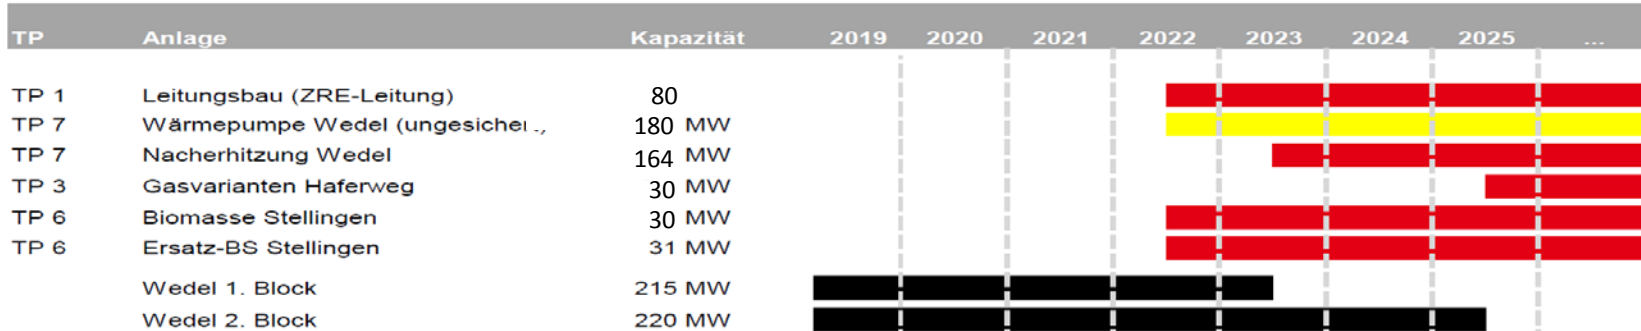 TP Anlage Kapazität 2019 2020 2021 2022 2023 2024 2025 ...
TP 1 Leitungsbau (ZRE-Leitung) 80
TP 7 Wärmepumpe Wedel 180 MW
TP 7 Nacherhitzung Wedel 164 MW
TP 3 Gasvarianten Haferweg 30 MW
TP 6 Biomasse Stellingen 30 MW
TP 6 Ersatz-BS Stellingen 31 MW
Wedel 1. Block 215 MW
Wedel 2. Block 220 MW